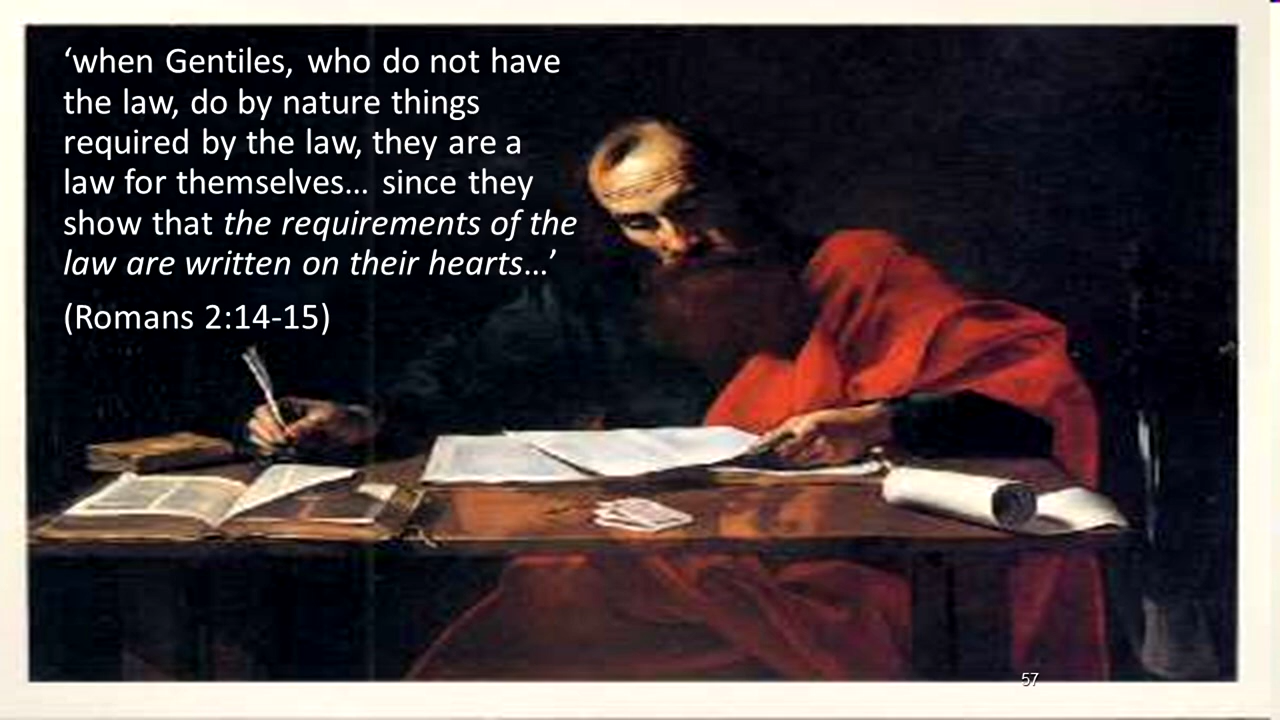 ‘when Gentiles, who do not have
the law, do by nature things
required by the law, they are a
law for themselves… since they
show that the requirements of the
law are written on their hearts…’
(Romans 2:14-15)
57